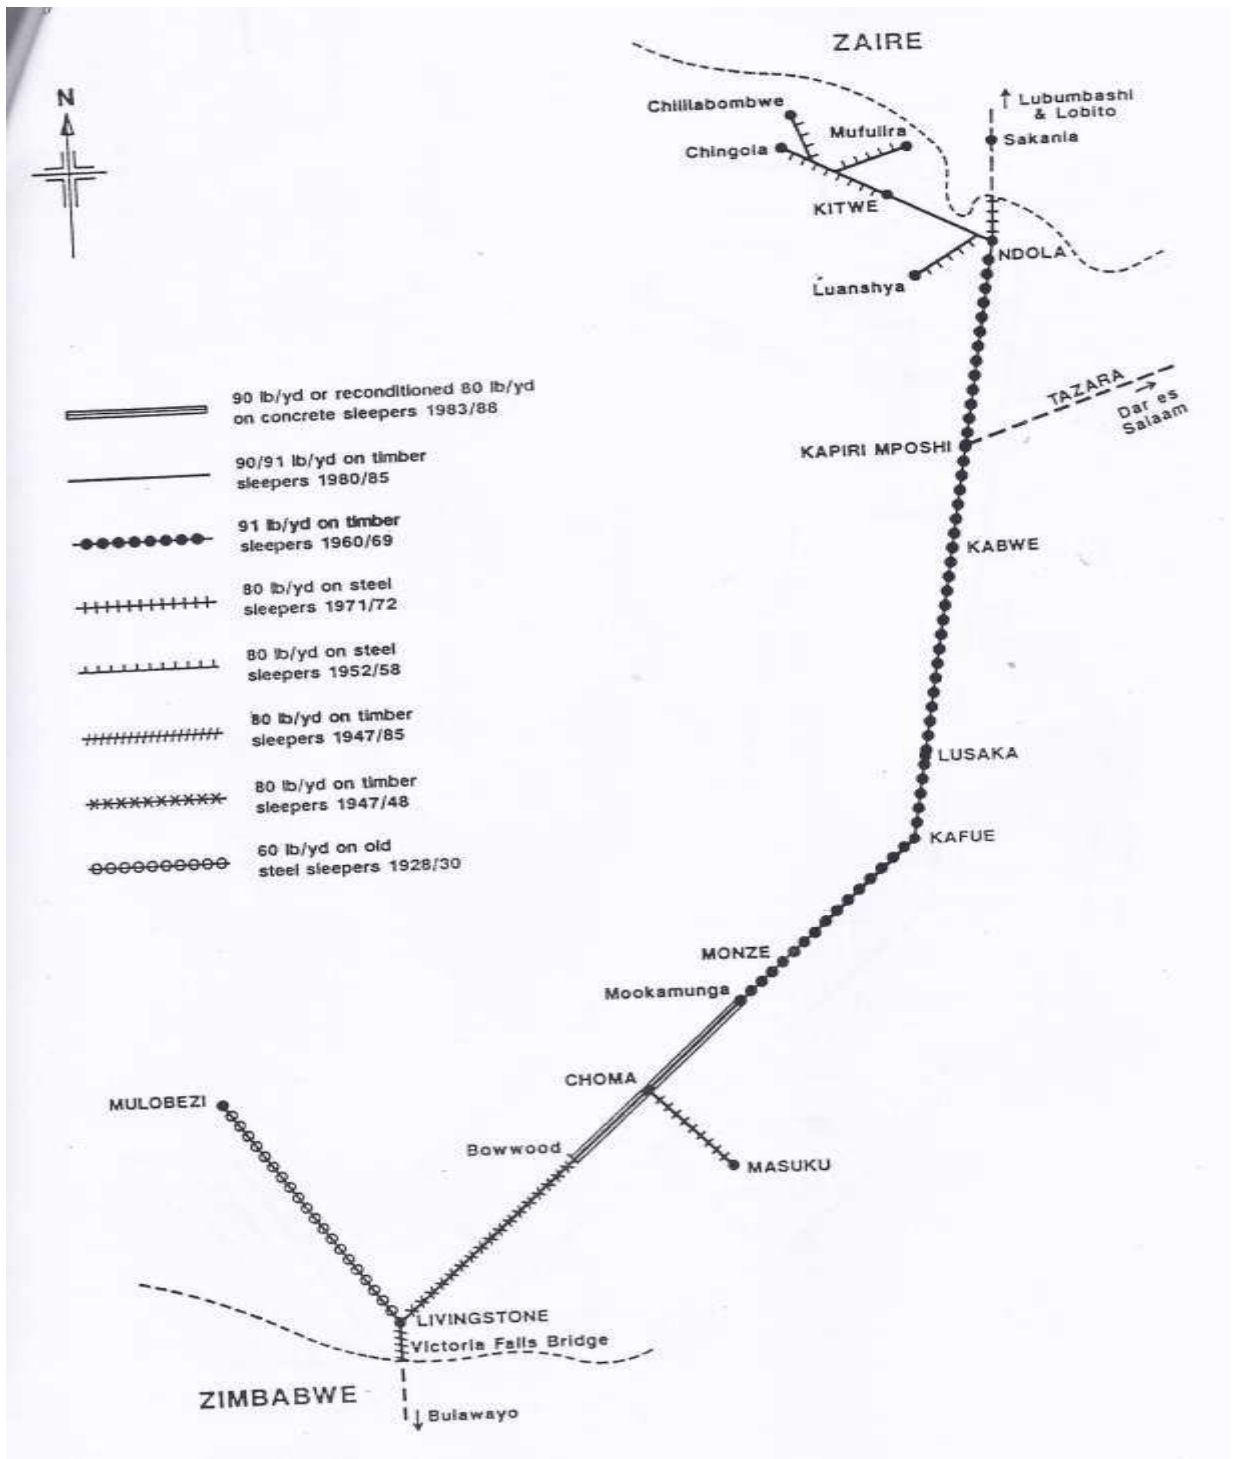 ZAIRE
N
Chililabombwe
Lubumbashi
& Lobito
Mufulira
Chingola
Sakania
KITWE
NDOLA
Luanshya
90 lb/yd or reconditioned 80 lb/yd
on concrete sleepers 1983/88
TAZARA
Dar es
Salaam
90/91 lb/yd on timber
sleepers 1980/85
KAPIRI MPOSHI
91 lb/yd on timber
sleepers 1960/69
KABWE
80 lb/yd on steel
sleepers 1971/72
80 lb/yd on steel
sleepers 1952/58
80 lb/yd on timber
sleepers 1947/85
LUSAKA
80 lb/yd on timber
sleepers 1947/48
KAFUE
60 lb/yd on old
steel sleepers 1928/30
MONZE
Mookamunga
CHOMA
MULOBEZI
Bowwood
MASUKU
LIVINGSTONE
Victoria Falls Bridge
ZIMBABWE
Bulawayo